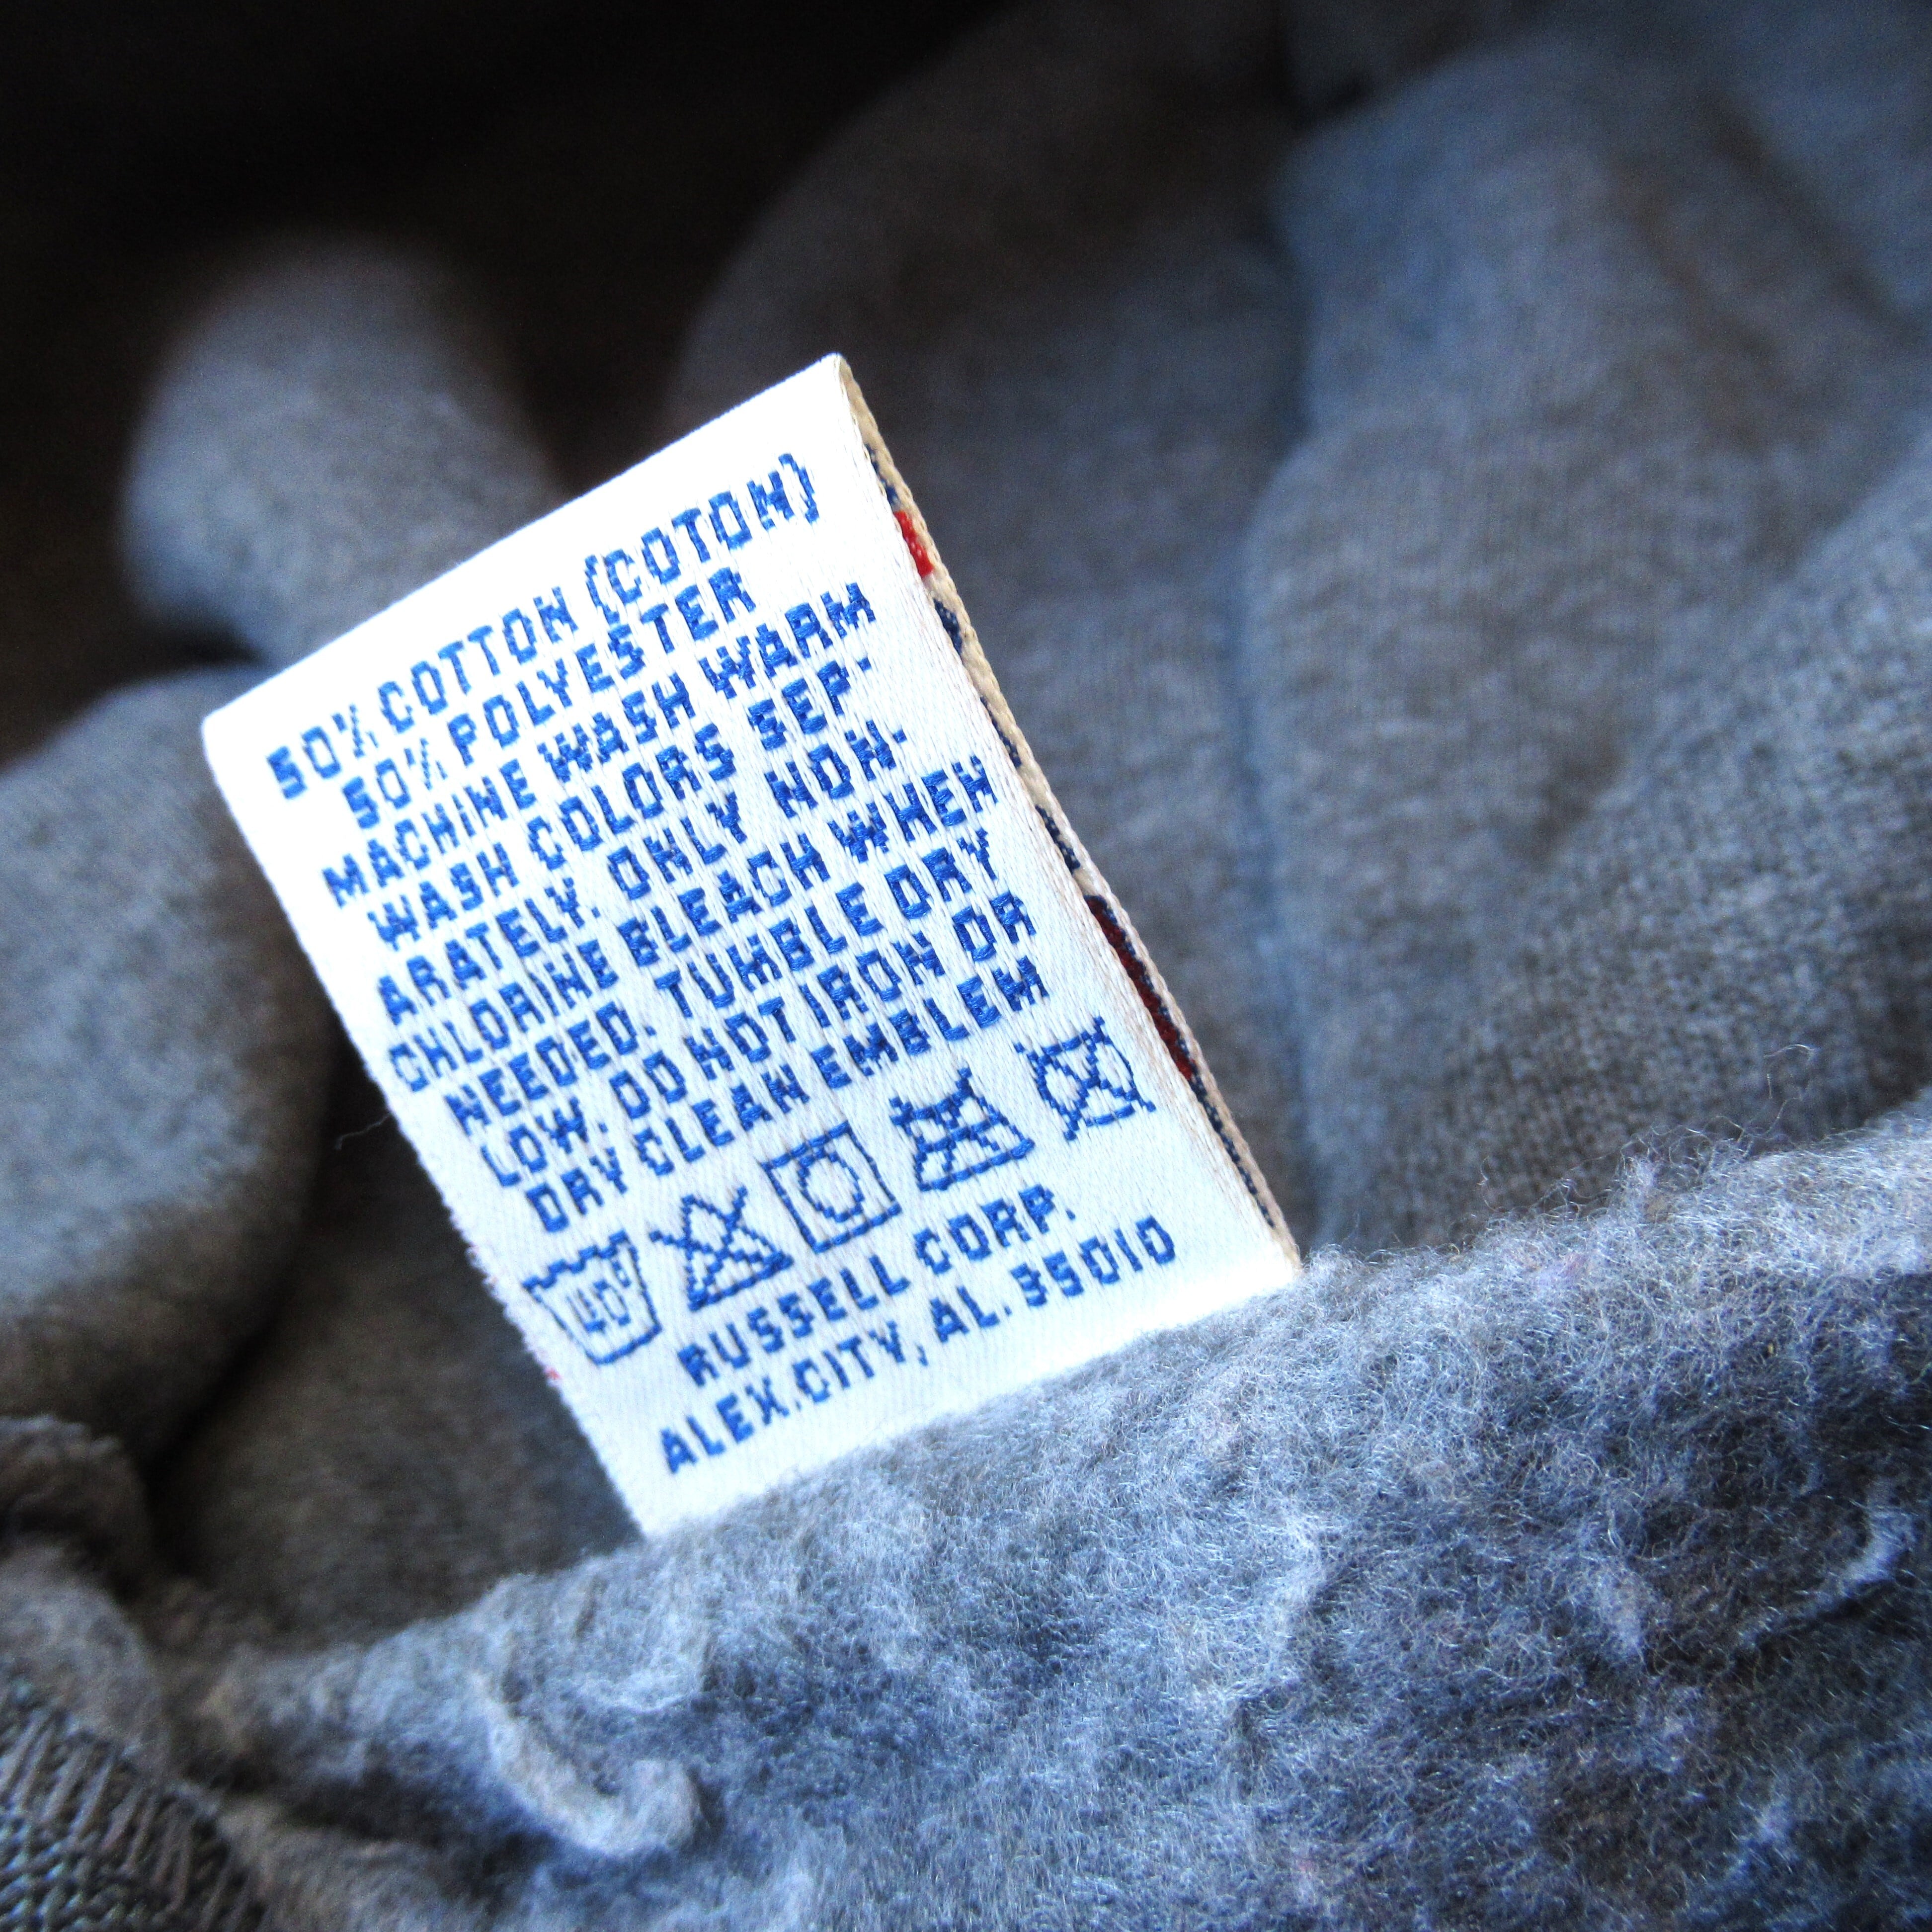 50% COTTON (COTON)
50% POLYESTER
MACHINE WASH WARM
WASH COLORS SEP-
ARATELY. ONLY NON-
CHLORINE BLEACH WHEN
NEEDED. TUMBLE DRY
LOW. DO NOT IRON OR
DRY CLEAN EMBLEM
40°
RUSSELL CORP.
ALEX.CITY, AL. 35010